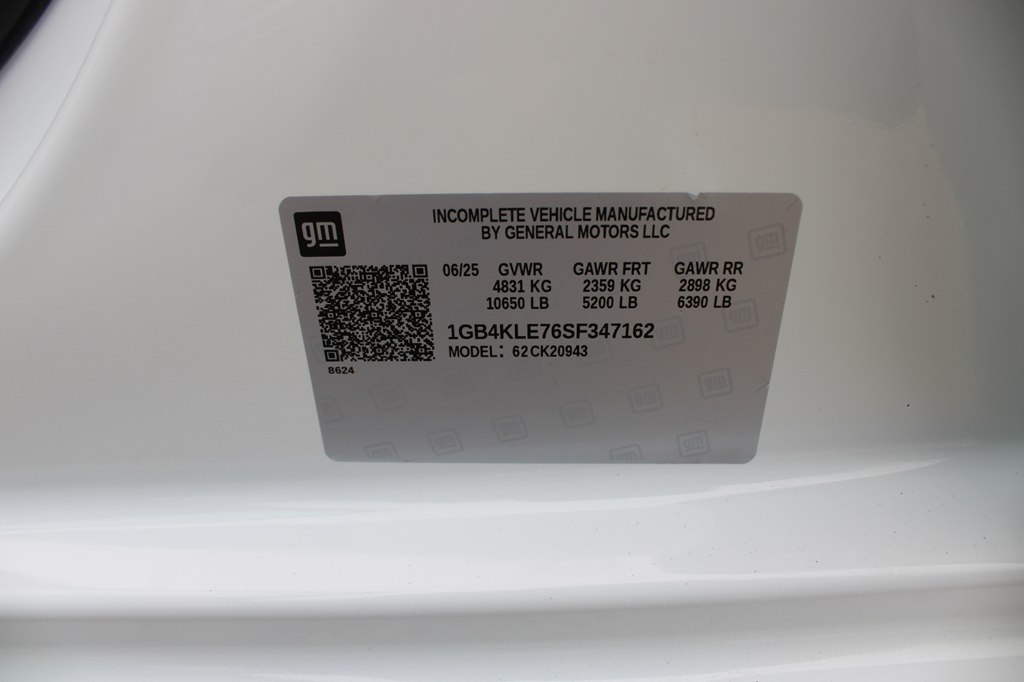 gm
INCOMPLETE VEHICLE MANUFACTURED
BY GENERAL MOTORS LLC
06/25 GVWR GAWR FRT GAWR RR
4831 KG 2359 KG 2898 KG
10650 LB 5200 LB 6390 LB
1GB4KLE76SF347162
MODEL: 62CK20943
8624